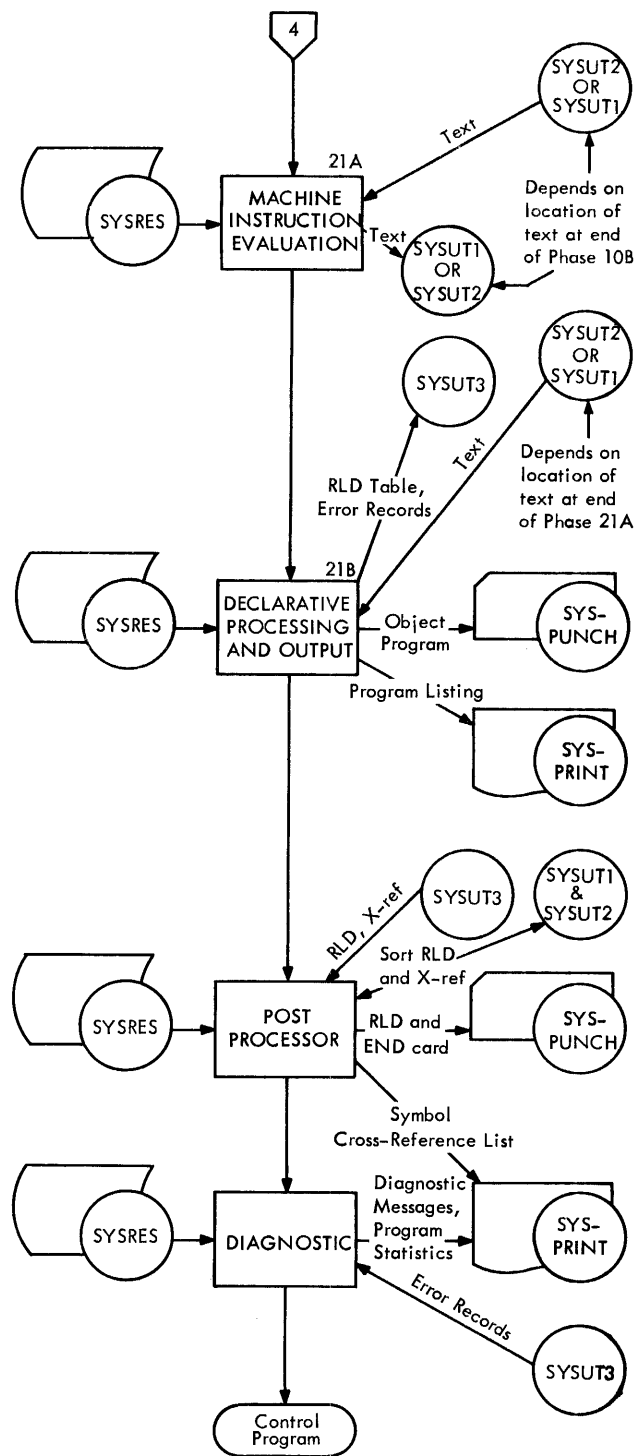 4
SYSUT2
OR
SYSUT1
Text
21A
MACHINE
INSTRUCTION
EVALUATION
SYSRES
Text
SYSUT1
OR
SYSUT2
Depends on
location of
text at end
of Phase 10B
SYSUT2
OR
SYSUT1
SYSUT3
Text
Depends on
location of
text at end
of Phase 21A
RLD Table,
Error Records
21B
DECLARATIVE
PROCESSING
AND OUTPUT
SYSRES
Object
Program
SYS-
PUNCH
Program Listing
SYS-
PRINT
SYSUT3
SYSUT1
&
SYSUT2
RLD, X-ref
Sort RLD
and X-ref
SYSRES
POST
PROCESSOR
RLD and
END card
SYS-
PUNCH
Symbol
Cross-Reference List
SYSRES
DIAGNOSTIC
Diagnostic
Messages,
Program
Statistics
SYS-
PRINT
Error Records
SYSUT3
Control
Program